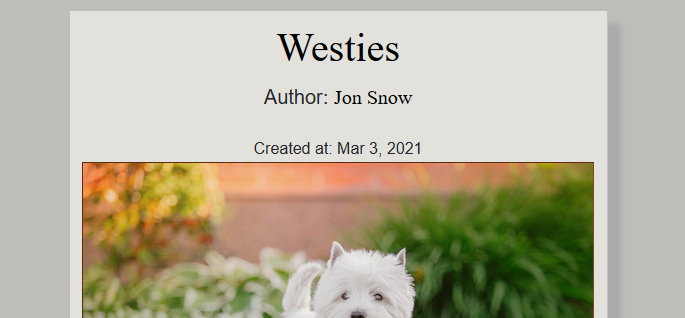 Westies
Author: Jon Snow
Created at: Mar 3, 2021